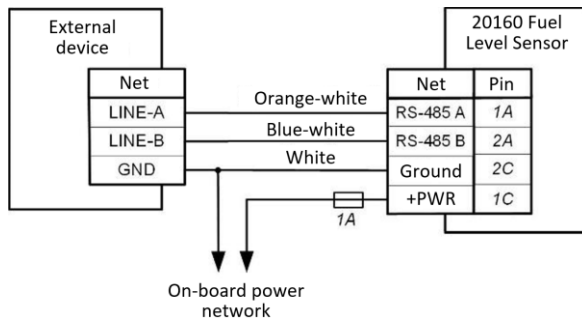 External
device
20160 Fuel
Level Sensor
Net
Net Pin
Orange-white
LINE-A
RS-485 A 1A
Blue-white
LINE-B
RS-485 B 2A
White
GND
Ground 2C
+PWR 1C
1A
On-board power
network